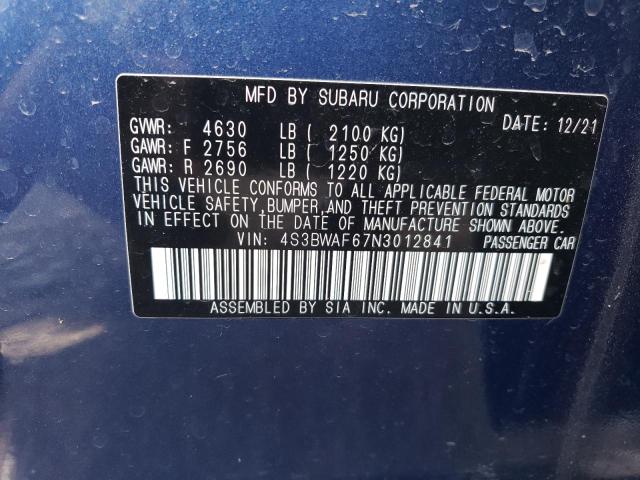 MFD BY SUBARU CORPORATION
DATE: 12/21
GVWR: 4630 LB ( 2100 KG)
GAWR: F 2756 LB ( 1250 KG)
GAWR: R 2690 LB ( 1220 KG)
THIS VEHICLE CONFORMS TO ALL APPLICABLE FEDERAL MOTOR
VEHICLE SAFETY, BUMPER, AND THEFT PREVENTION STANDARDS
IN EFFECT ON THE DATE OF MANUFACTURE SHOWN ABOVE.
VIN: 4S3BWAF67N3012841 PASSENGER CAR
ASSEMBLED BY SIA INC. MADE IN U.S.A.